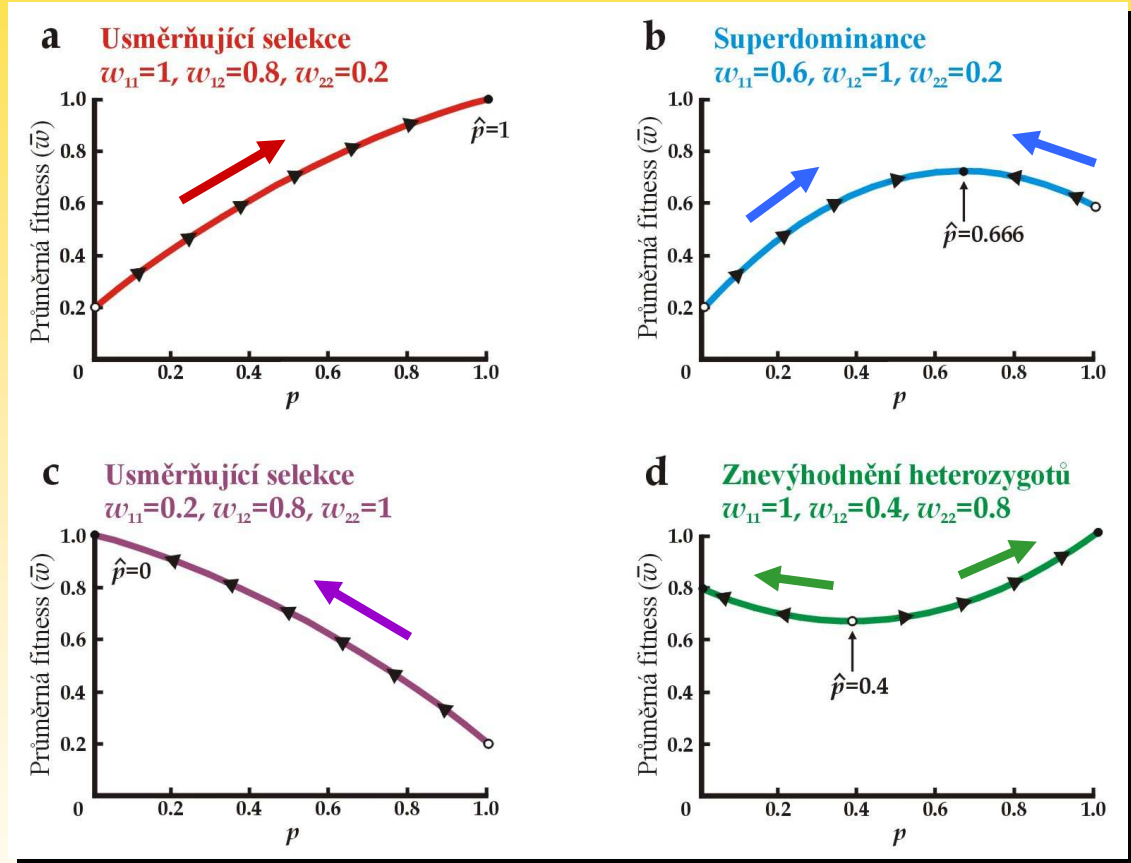 a Usměrňující selekce
w₁₁=1, w₁₂=0.8, w₂₂=0.2
Průměrná fitness (w̄)
1.0
0.8
0.6
0.4
0.2
0
0.2
0.4
0.6
0.8
1.0
p
p̂=1
b Superdominance
w₁₁=0.6, w₁₂=1, w₂₂=0.2
Průměrná fitness (w̄)
1.0
0.8
0.6
0.4
0.2
0
0.2
0.4
0.6
0.8
1.0
p
p̂=0.666
c Usměrňující selekce
w₁₁=0.2, w₁₂=0.8, w₂₂=1
Průměrná fitness (w̄)
1.0
0.8
0.6
0.4
0.2
0
0.2
0.4
0.6
0.8
1.0
p
p̂=0
d Znevýhodnění heterozygotů
w₁₁=1, w₁₂=0.4, w₂₂=0.8
Průměrná fitness (w̄)
1.0
0.8
0.6
0.4
0.2
0
0.2
0.4
0.6
0.8
1.0
p
p̂=0.4